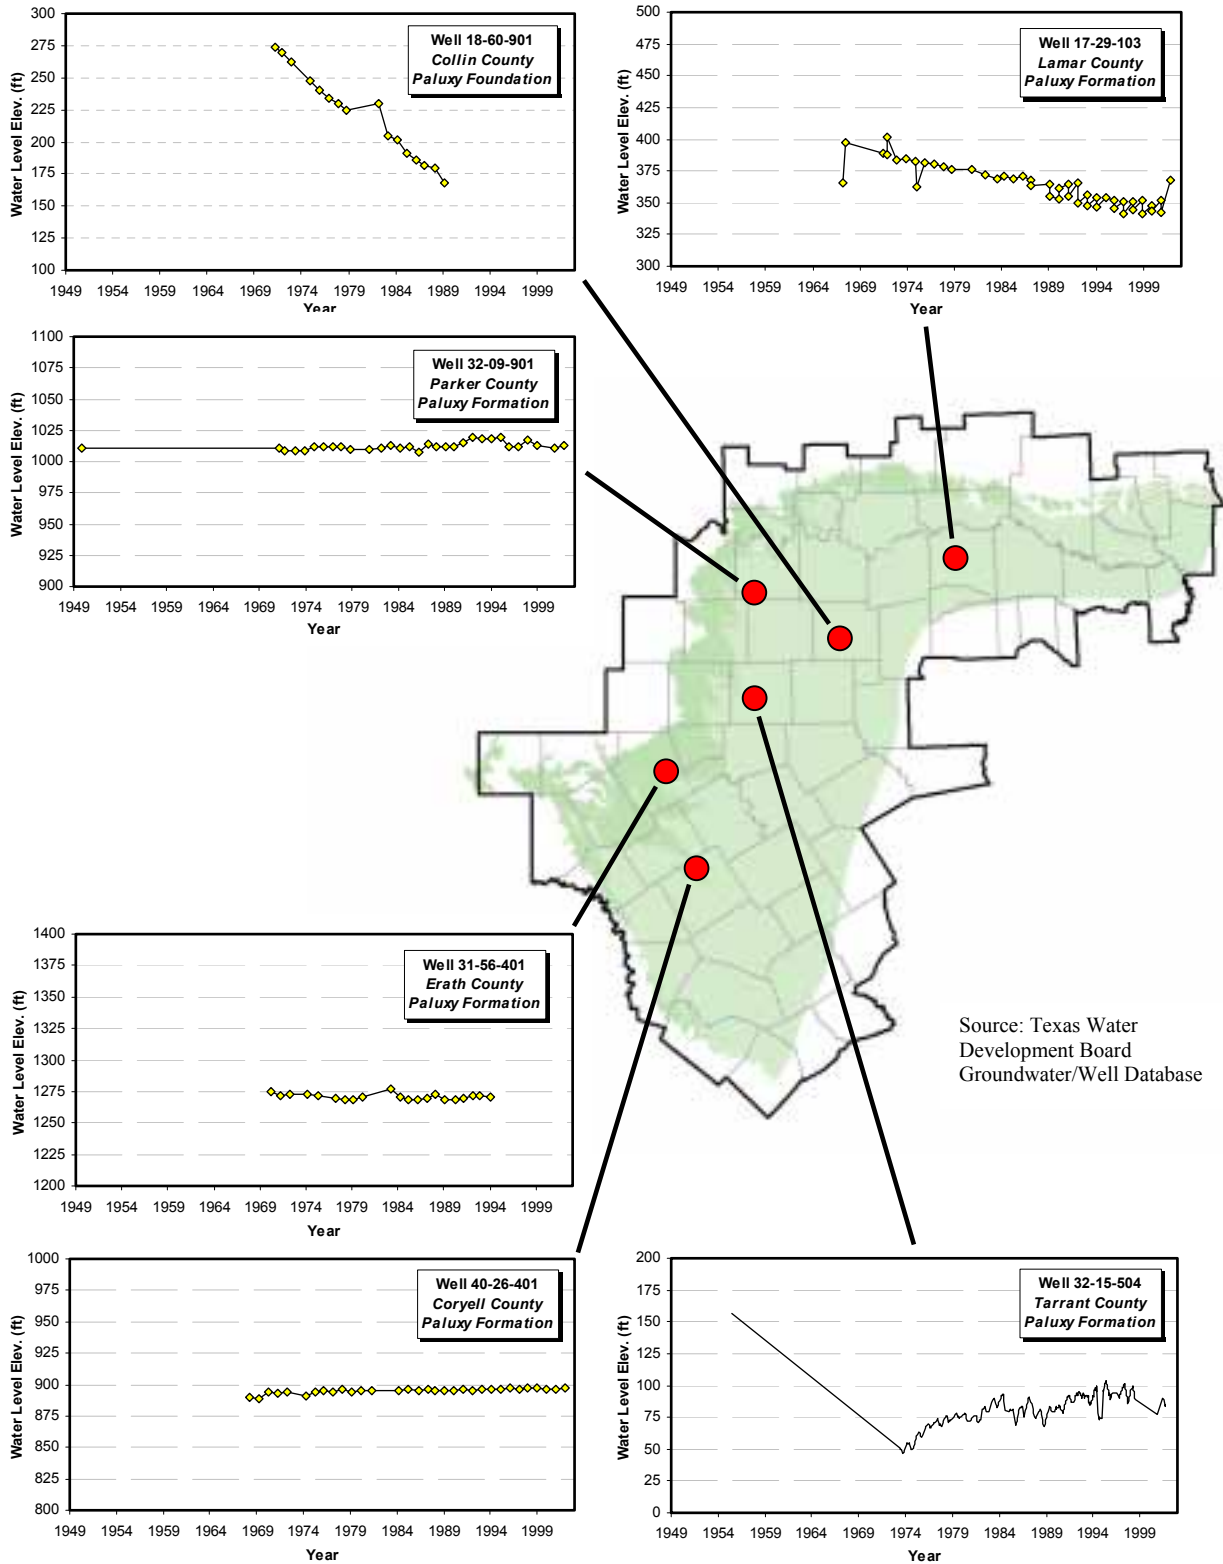 Water Level Elev. (ft)
300
275
250
225
200
175
150
125
100
1949 1954 1959 1964 1969 1974 1979 1984 1989 1994 1999
Year
Well 18-60-901
Collin County
Paluxy Foundation
Water Level Elev. (ft)
500
475
450
425
400
375
350
325
300
1949 1954 1959 1964 1969 1974 1979 1984 1989 1994 1999
Year
Well 17-29-103
Lamar County
Paluxy Formation
Water Level Elev. (ft)
1100
1075
1050
1025
1000
975
950
925
900
1949 1954 1959 1964 1969 1974 1979 1984 1989 1994 1999
Year
Well 32-09-901
Parker County
Paluxy Formation
Water Level Elev. (ft)
1400
1375
1350
1325
1300
1275
1250
1225
1200
1949 1954 1959 1964 1969 1974 1979 1984 1989 1994 1999
Year
Well 31-56-401
Erath County
Paluxy Formation
Source: Texas Water
Development Board
Groundwater/Well Database
Water Level Elev. (ft)
1000
975
950
925
900
875
850
825
800
1949 1954 1959 1964 1969 1974 1979 1984 1989 1994 1999
Year
Well 40-26-401
Coryell County
Paluxy Formation
Water Level Elev. (ft)
200
175
150
125
100
75
50
25
0
1949 1954 1959 1964 1969 1974 1979 1984 1989 1994 1999
Year
Well 32-15-504
Tarrant County
Paluxy Formation